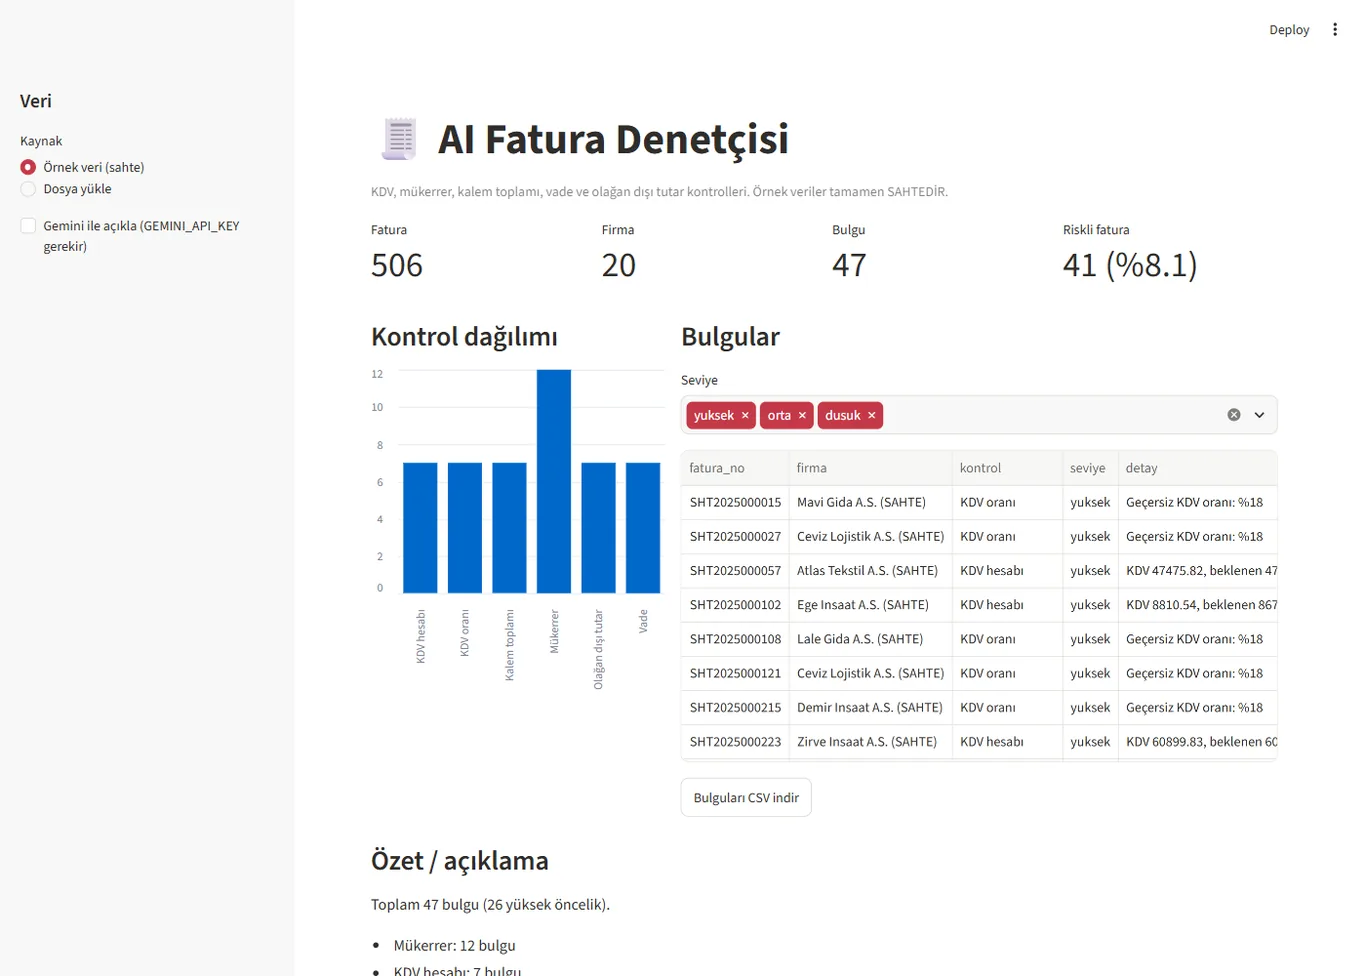 Deploy
Veri
Kaynak
Örnek veri (sahte)
Dosya yükle
Gemini ile açıkla (GEMINI_API_KEY
gerekir)
AI Fatura Denetçisi
KDV, mükerrer, kalem toplamı, vade ve olağan dışı tutar kontrolleri. Örnek veriler tamamen SAHTEDİR.
Fatura Firma Bulgu Riskli fatura
506 20 47 41 (%8.1)
Kontrol dağılımı
12
10
8
6
4
2
0
KDV hesabı
KDV oranı
Kalem toplamı
Mükerrer
Olağan dışı tutar
Vade
Bulgular
Seviye
yuksek × orta × dusuk ×
fatura_no firma kontrol seviye detay
SHT2025000015 Mavi Gida A.S. (SAHTE) KDV oranı yuksek Geçersiz KDV oranı: %18
SHT2025000027 Ceviz Lojistik A.S. (SAHTE) KDV oranı yuksek Geçersiz KDV oranı: %18
SHT2025000057 Atlas Tekstil A.S. (SAHTE) KDV hesabı yuksek KDV 47475.82, beklenen 47
SHT2025000102 Ege Insaat A.S. (SAHTE) KDV hesabı yuksek KDV 8810.54, beklenen 867
SHT2025000108 Lale Gida A.S. (SAHTE) KDV oranı yuksek Geçersiz KDV oranı: %18
SHT2025000121 Ceviz Lojistik A.S. (SAHTE) KDV oranı yuksek Geçersiz KDV oranı: %18
SHT2025000215 Demir Insaat A.S. (SAHTE) KDV oranı yuksek Geçersiz KDV oranı: %18
SHT2025000223 Zirve Insaat A.S. (SAHTE) KDV hesabı yuksek KDV 60899.83, beklenen 60
Bulguları CSV indir
Özet / açıklama
Toplam 47 bulgu (26 yüksek öncelik).
• Mükerrer: 12 bulgu
• KDV hesabı: 7 bulgu